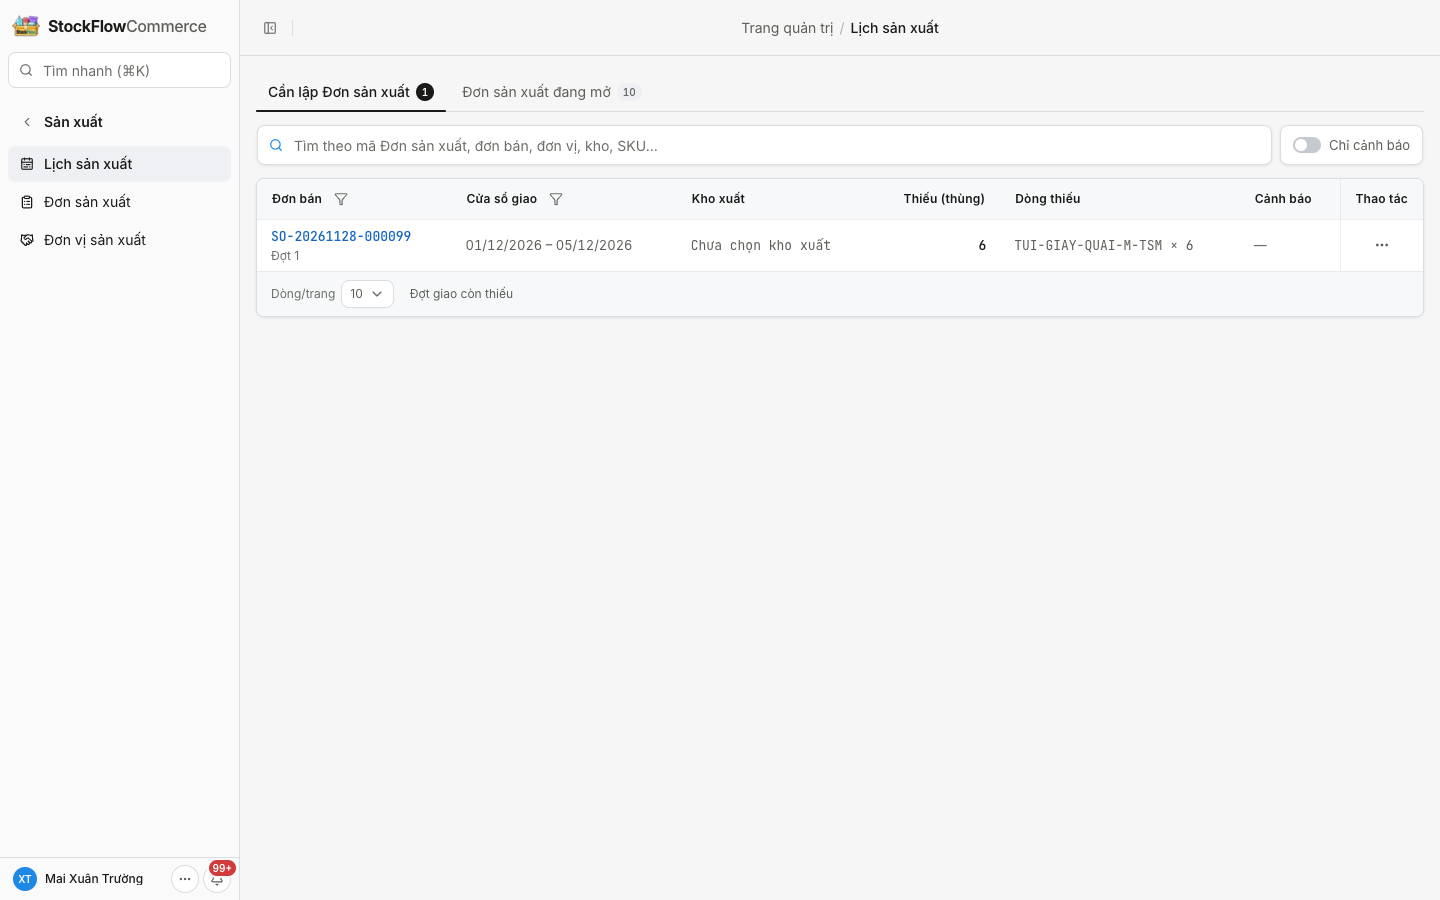 StockFlowCommerce
Tìm nhanh (⌘K)
Sản xuất
Lịch sản xuất
Đơn sản xuất
Đơn vị sản xuất
Mai Xuân Trường
XT
99+
Trang quản trị / Lịch sản xuất
Cần lập Đơn sản xuất 1
Đơn sản xuất đang mở 10
Tìm theo mã Đơn sản xuất, đơn bán, đơn vị, kho, SKU...
Chỉ cảnh báo
Đơn bán Cửa sổ giao Kho xuất Thiếu (thùng) Dòng thiếu Cảnh báo Thao tác
SO-20261128-000099 01/12/2026 – 05/12/2026 Chưa chọn kho xuất 6 TUI-GIAY-QUAI-M-TSM × 6 —
Đợt 1
Dòng/trang 10 Đợt giao còn thiếu